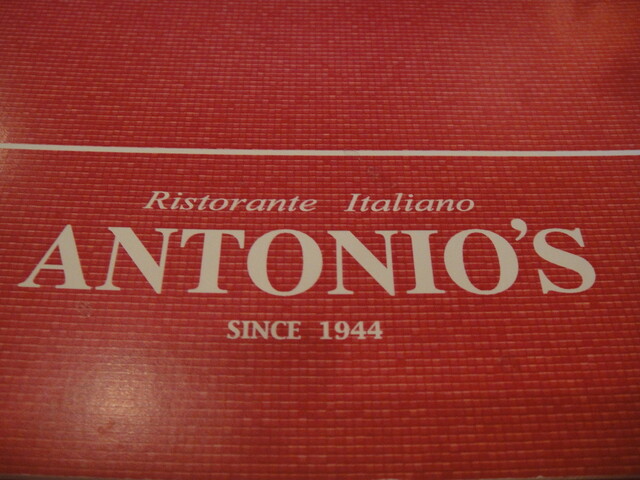 Ristorante Italiano
ANTONIO'S
SINCE 1944